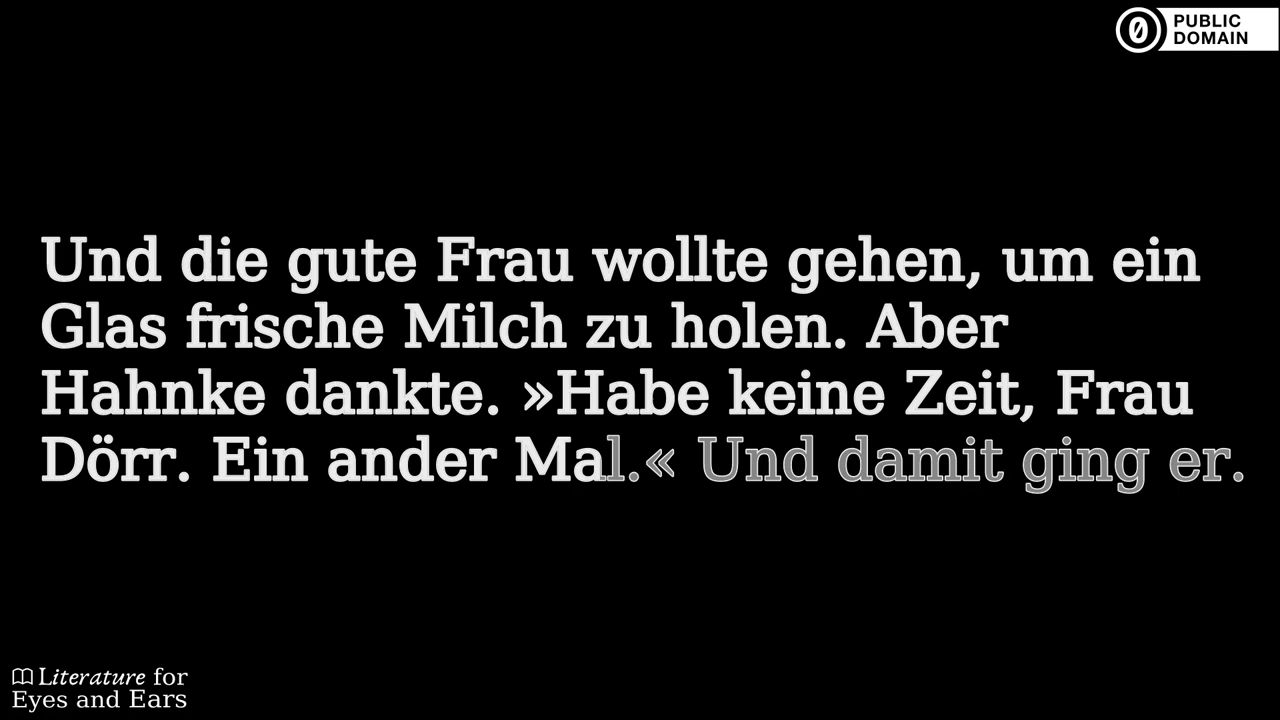 PUBLIC
DOMAIN
Und die gute Frau wollte gehen, um ein
Glas frische Milch zu holen. Aber
Hahnke dankte. »Habe keine Zeit, Frau
Dörr. Ein ander Mal.« Und damit ging er.
Literature for
Eyes and Ears